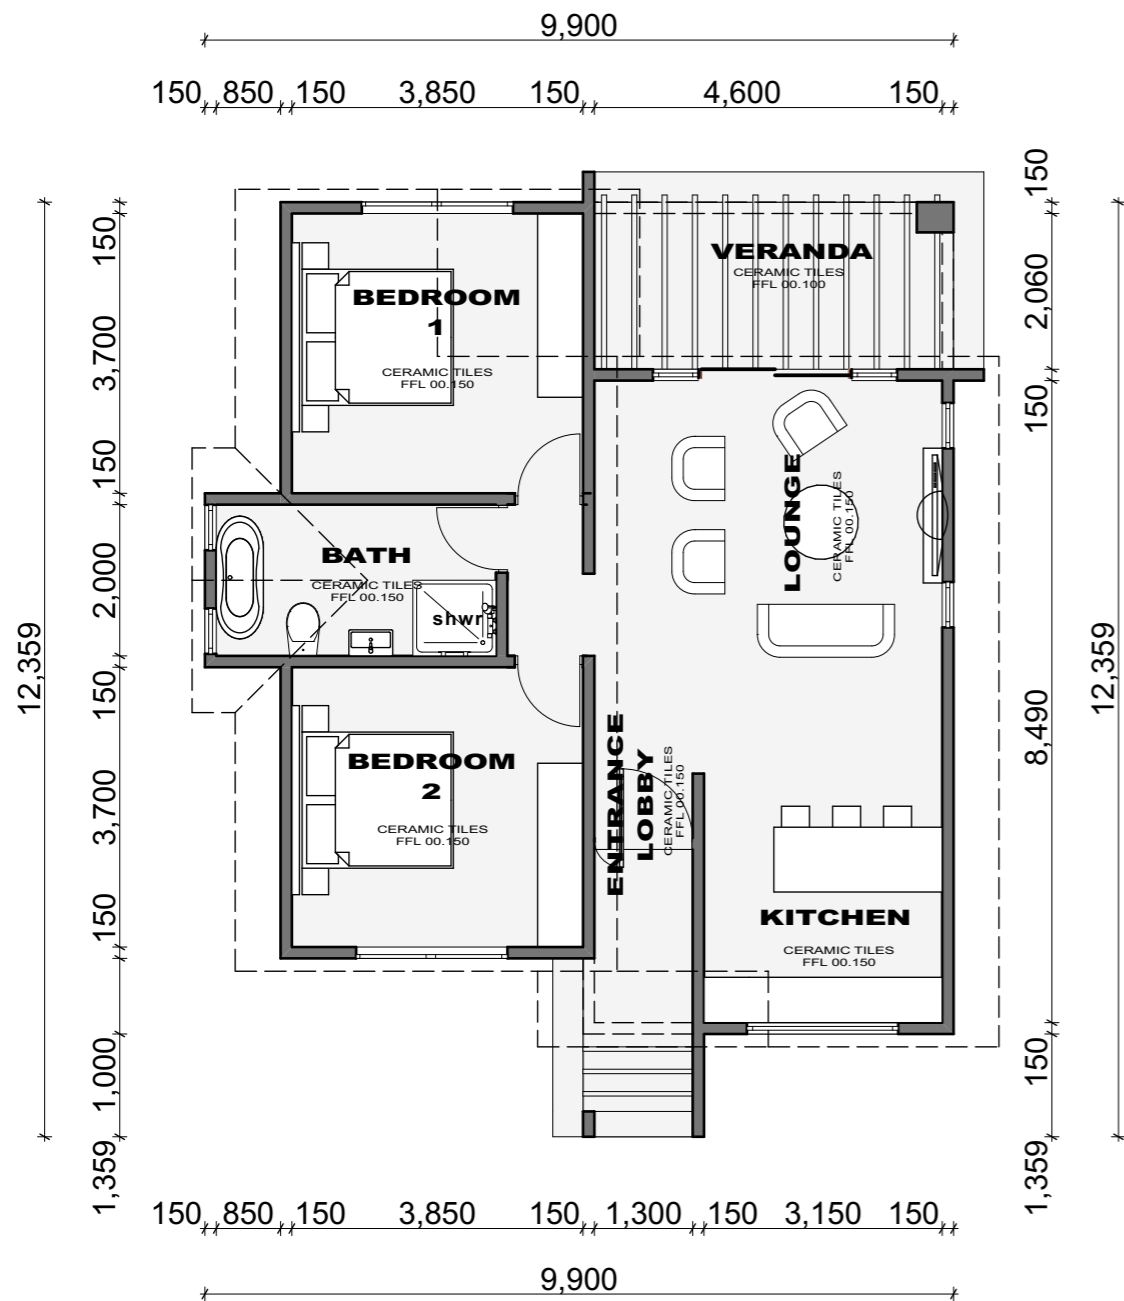 9,900
150 850 150 3,850 150 4,600 150
150
2,060
150
8,490
150
1,359
12,359
12,359
150
3,700
150
2,000
150
3,700
150
1,000
1,359
VERANDA
CERAMIC TILES
FFL 00.100
BEDROOM
1
CERAMIC TILES
FFL 00.150
LOUNGE
CERAMIC TILES
FFL 00.150
BATH
CERAMIC TILES
FFL 00.150
shwr
BEDROOM
2
CERAMIC TILES
FFL 00.150
ENTRANCE
LOBBY
CERAMIC TILES
FFL 00.150
KITCHEN
CERAMIC TILES
FFL 00.150
150 850 150 3,850 150 1,300 150 3,150 150
9,900